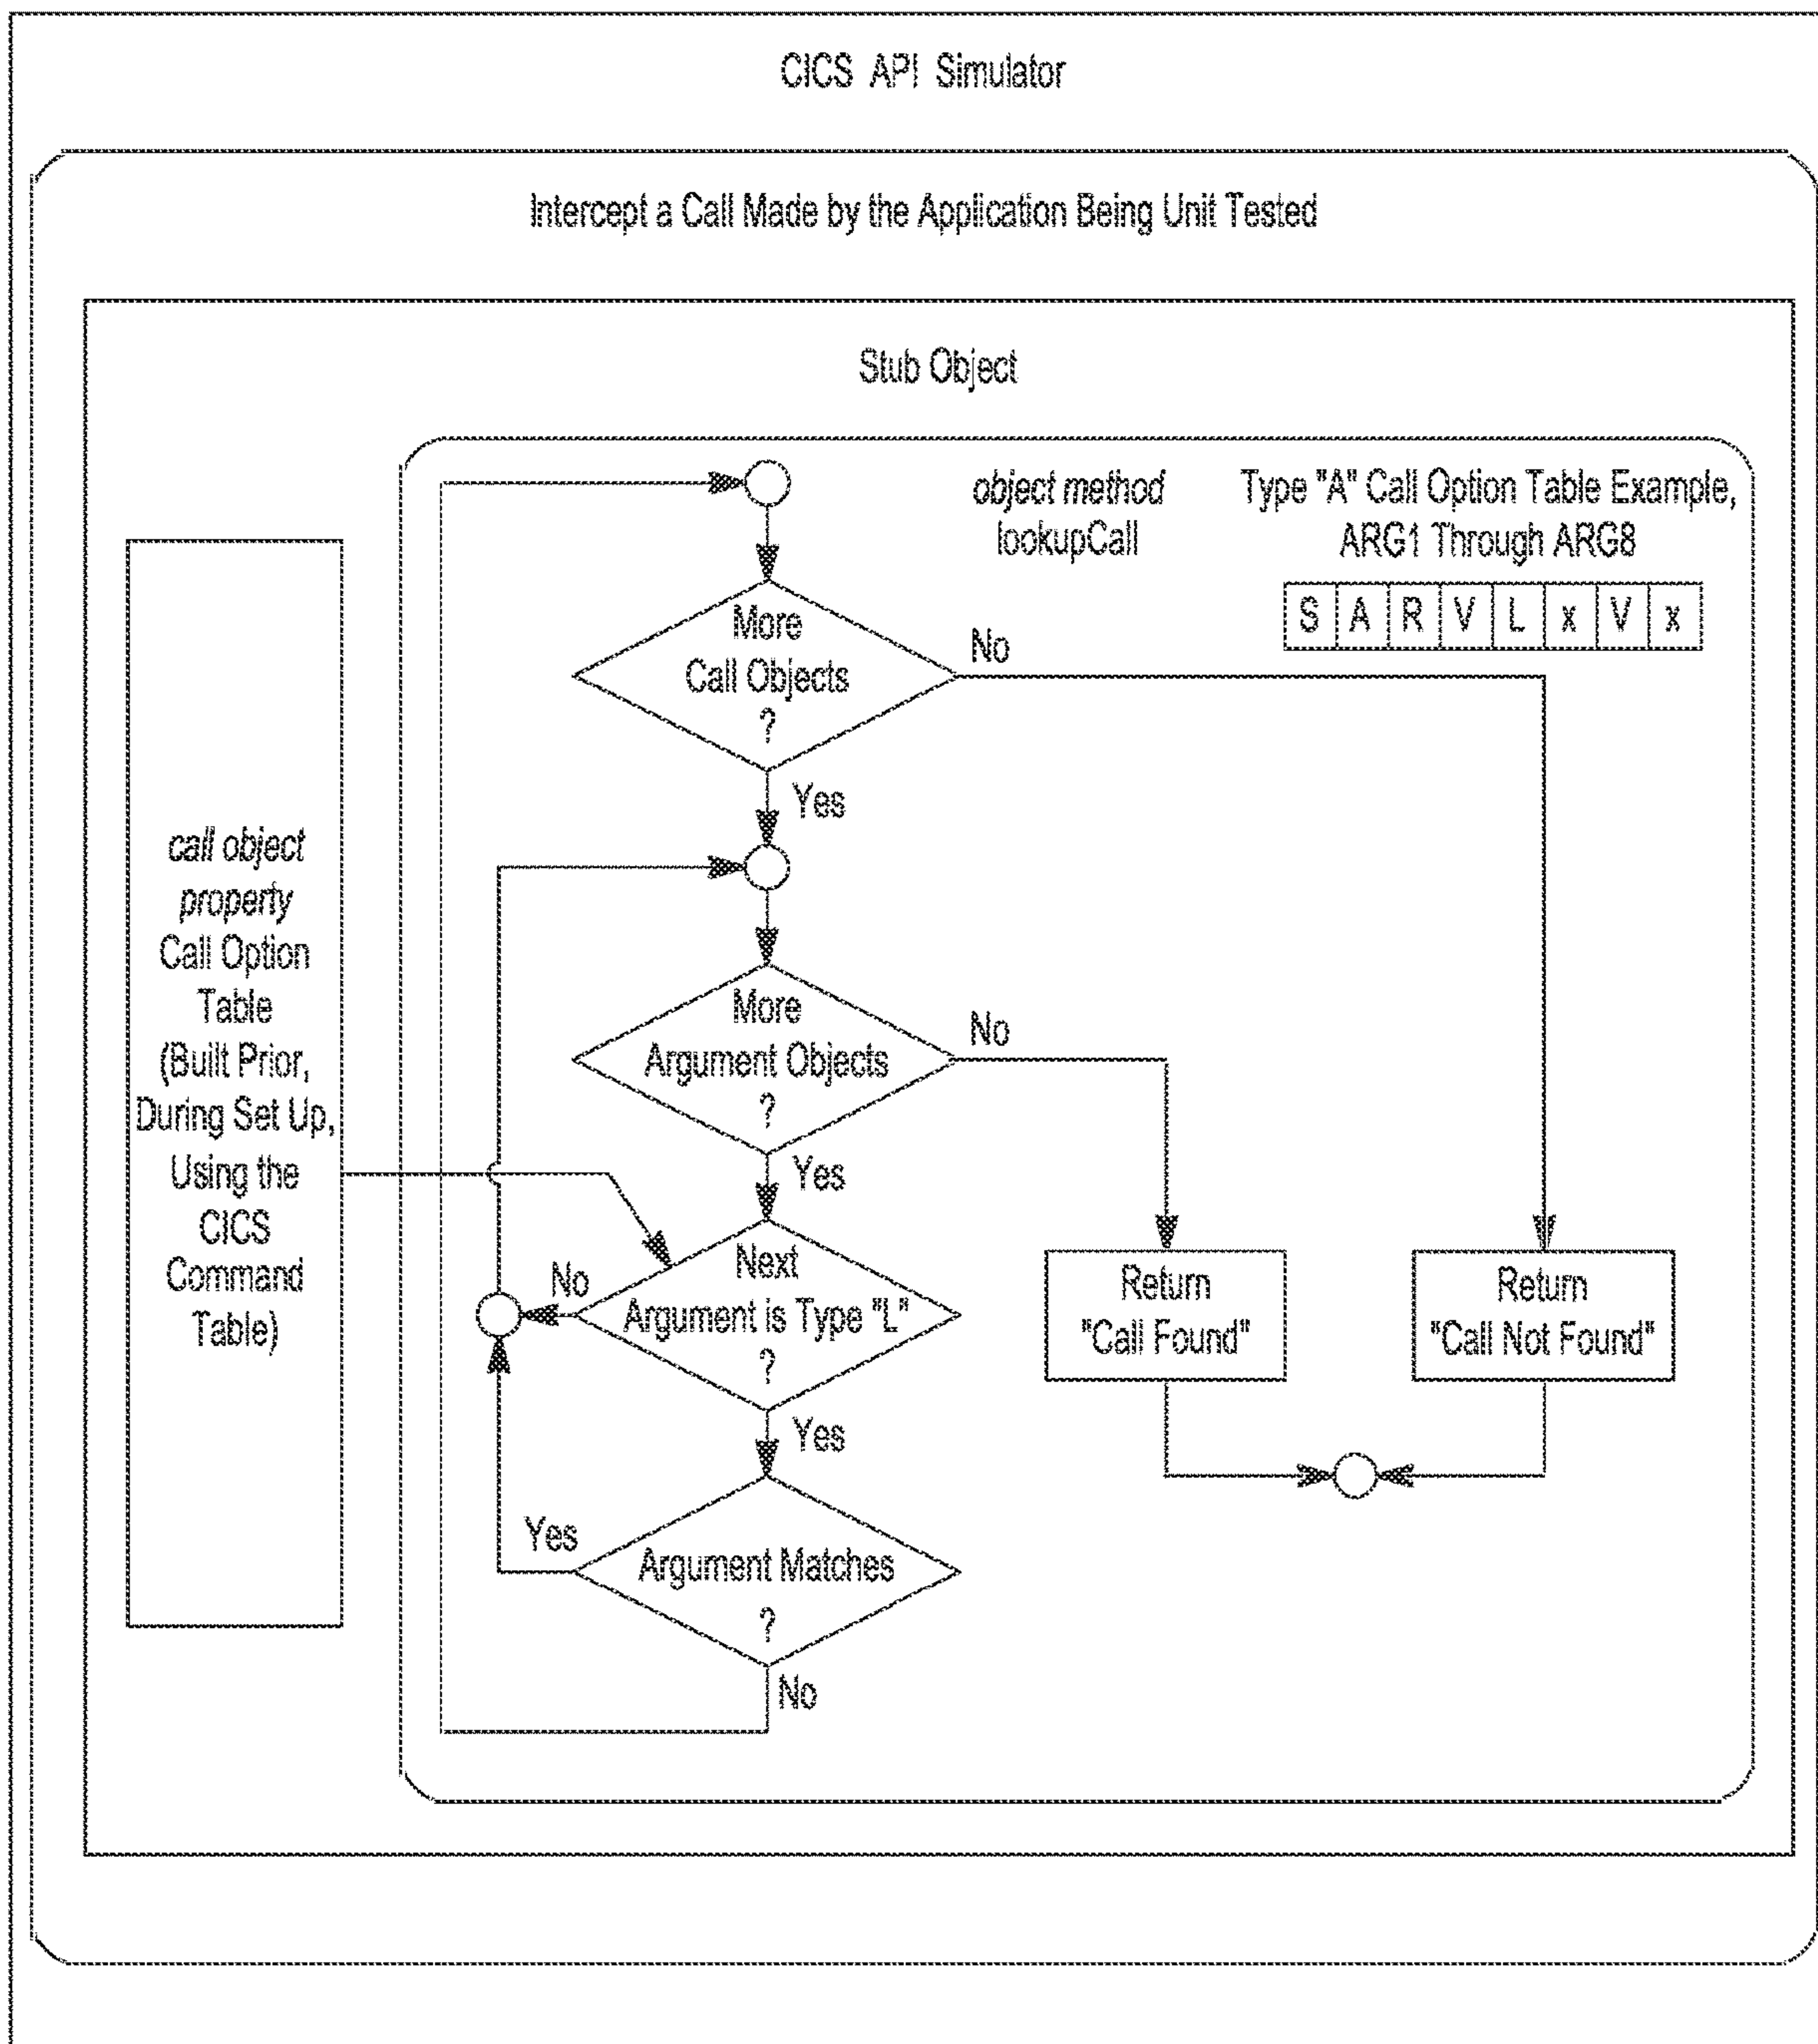 CICS API Simulator
Intercept a Call Made by the Application Being Unit Tested
Stub Object
object method
lookupCall
Type "A" Call Option Table Example,
ARG1 Through ARG8
S A R V L x V x
More
Call Objects
?
No
Yes
call object
property
Call Option
Table
(Built Prior,
During Set Up,
Using the
CICS
Command
Table)
More
Argument Objects
?
No
Yes
Next
Argument is Type "L"
?
No
Yes
Return
"Call Found"
Return
"Call Not Found"
Argument Matches
?
Yes
No